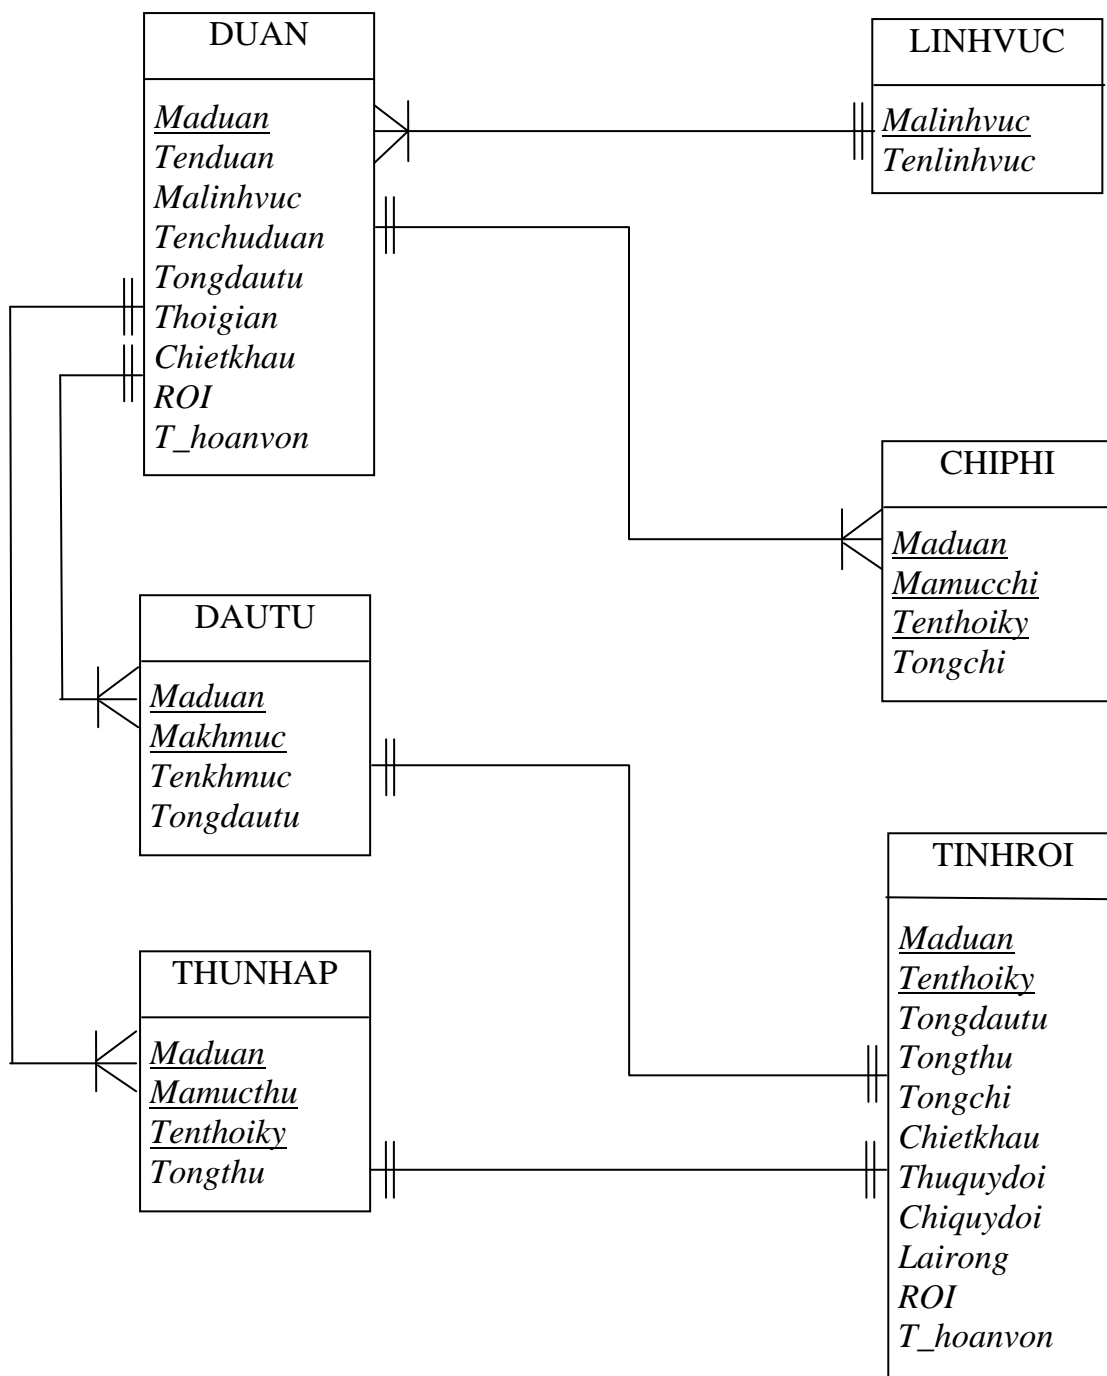 DUAN
Maduan
Tenduan
Malinhvuc
Tenchuduan
Tongdautu
Thoigian
Chietkhau
ROI
T_hoanvon
LINHVUC
Malinhvuc
Tenlinhvuc
CHIPHI
Maduan
Mamucchi
Tenthoiky
Tongchi
DAUTU
Maduan
Makhmuc
Tenkhmuc
Tongdautu
THUNHAP
Maduan
Mamucthu
Tenthoiky
Tongthu
TINHROI
Maduan
Tenthoiky
Tongdautu
Tongthu
Tongchi
Chietkhau
Thuquydoi
Chiquydoi
Lairong
ROI
T_hoanvon